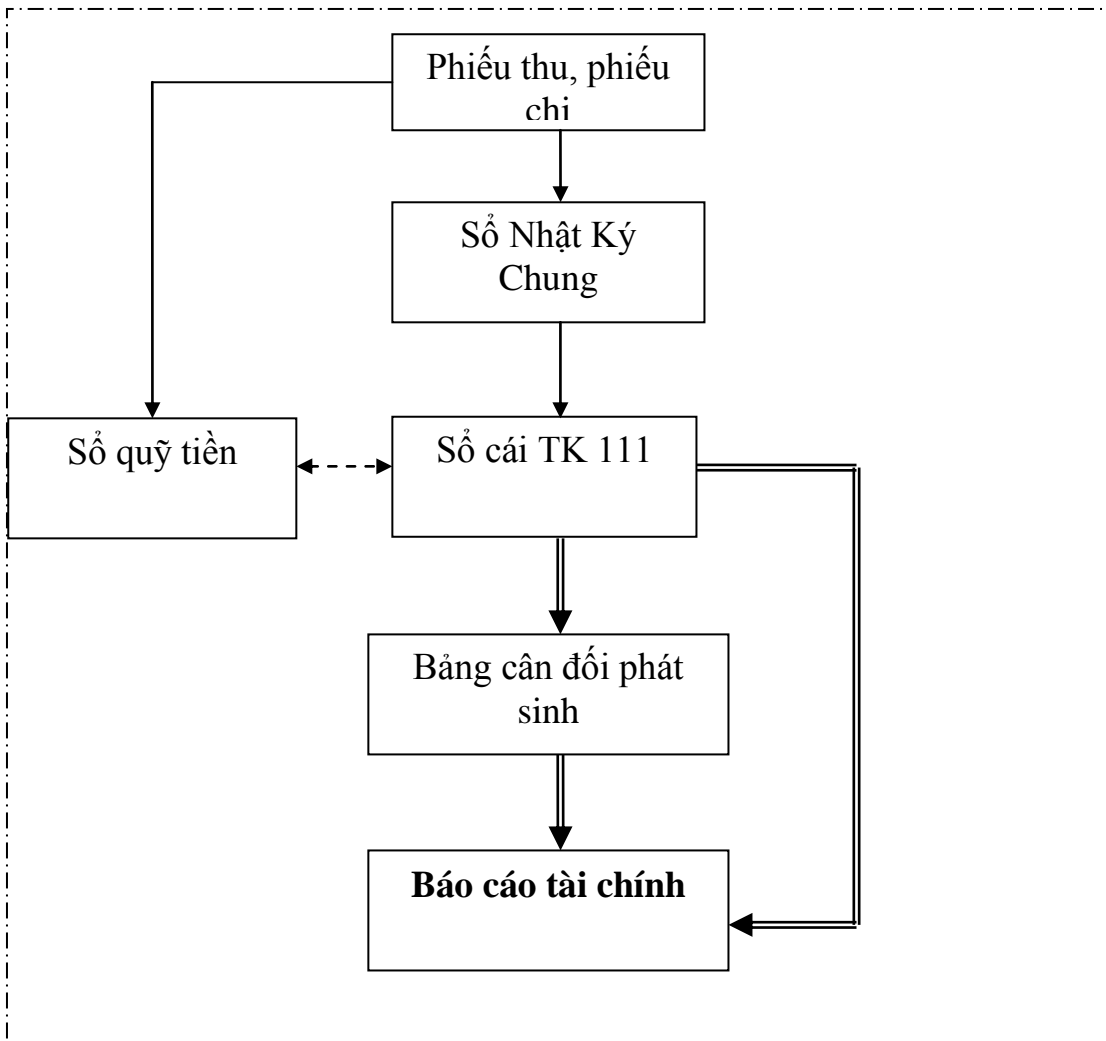 Phiếu thu, phiếu
chi
Sổ Nhật Ký
Chung
Sổ quỹ tiền
Sổ cái TK 111
Bảng cân đối phát
sinh
Báo cáo tài chính